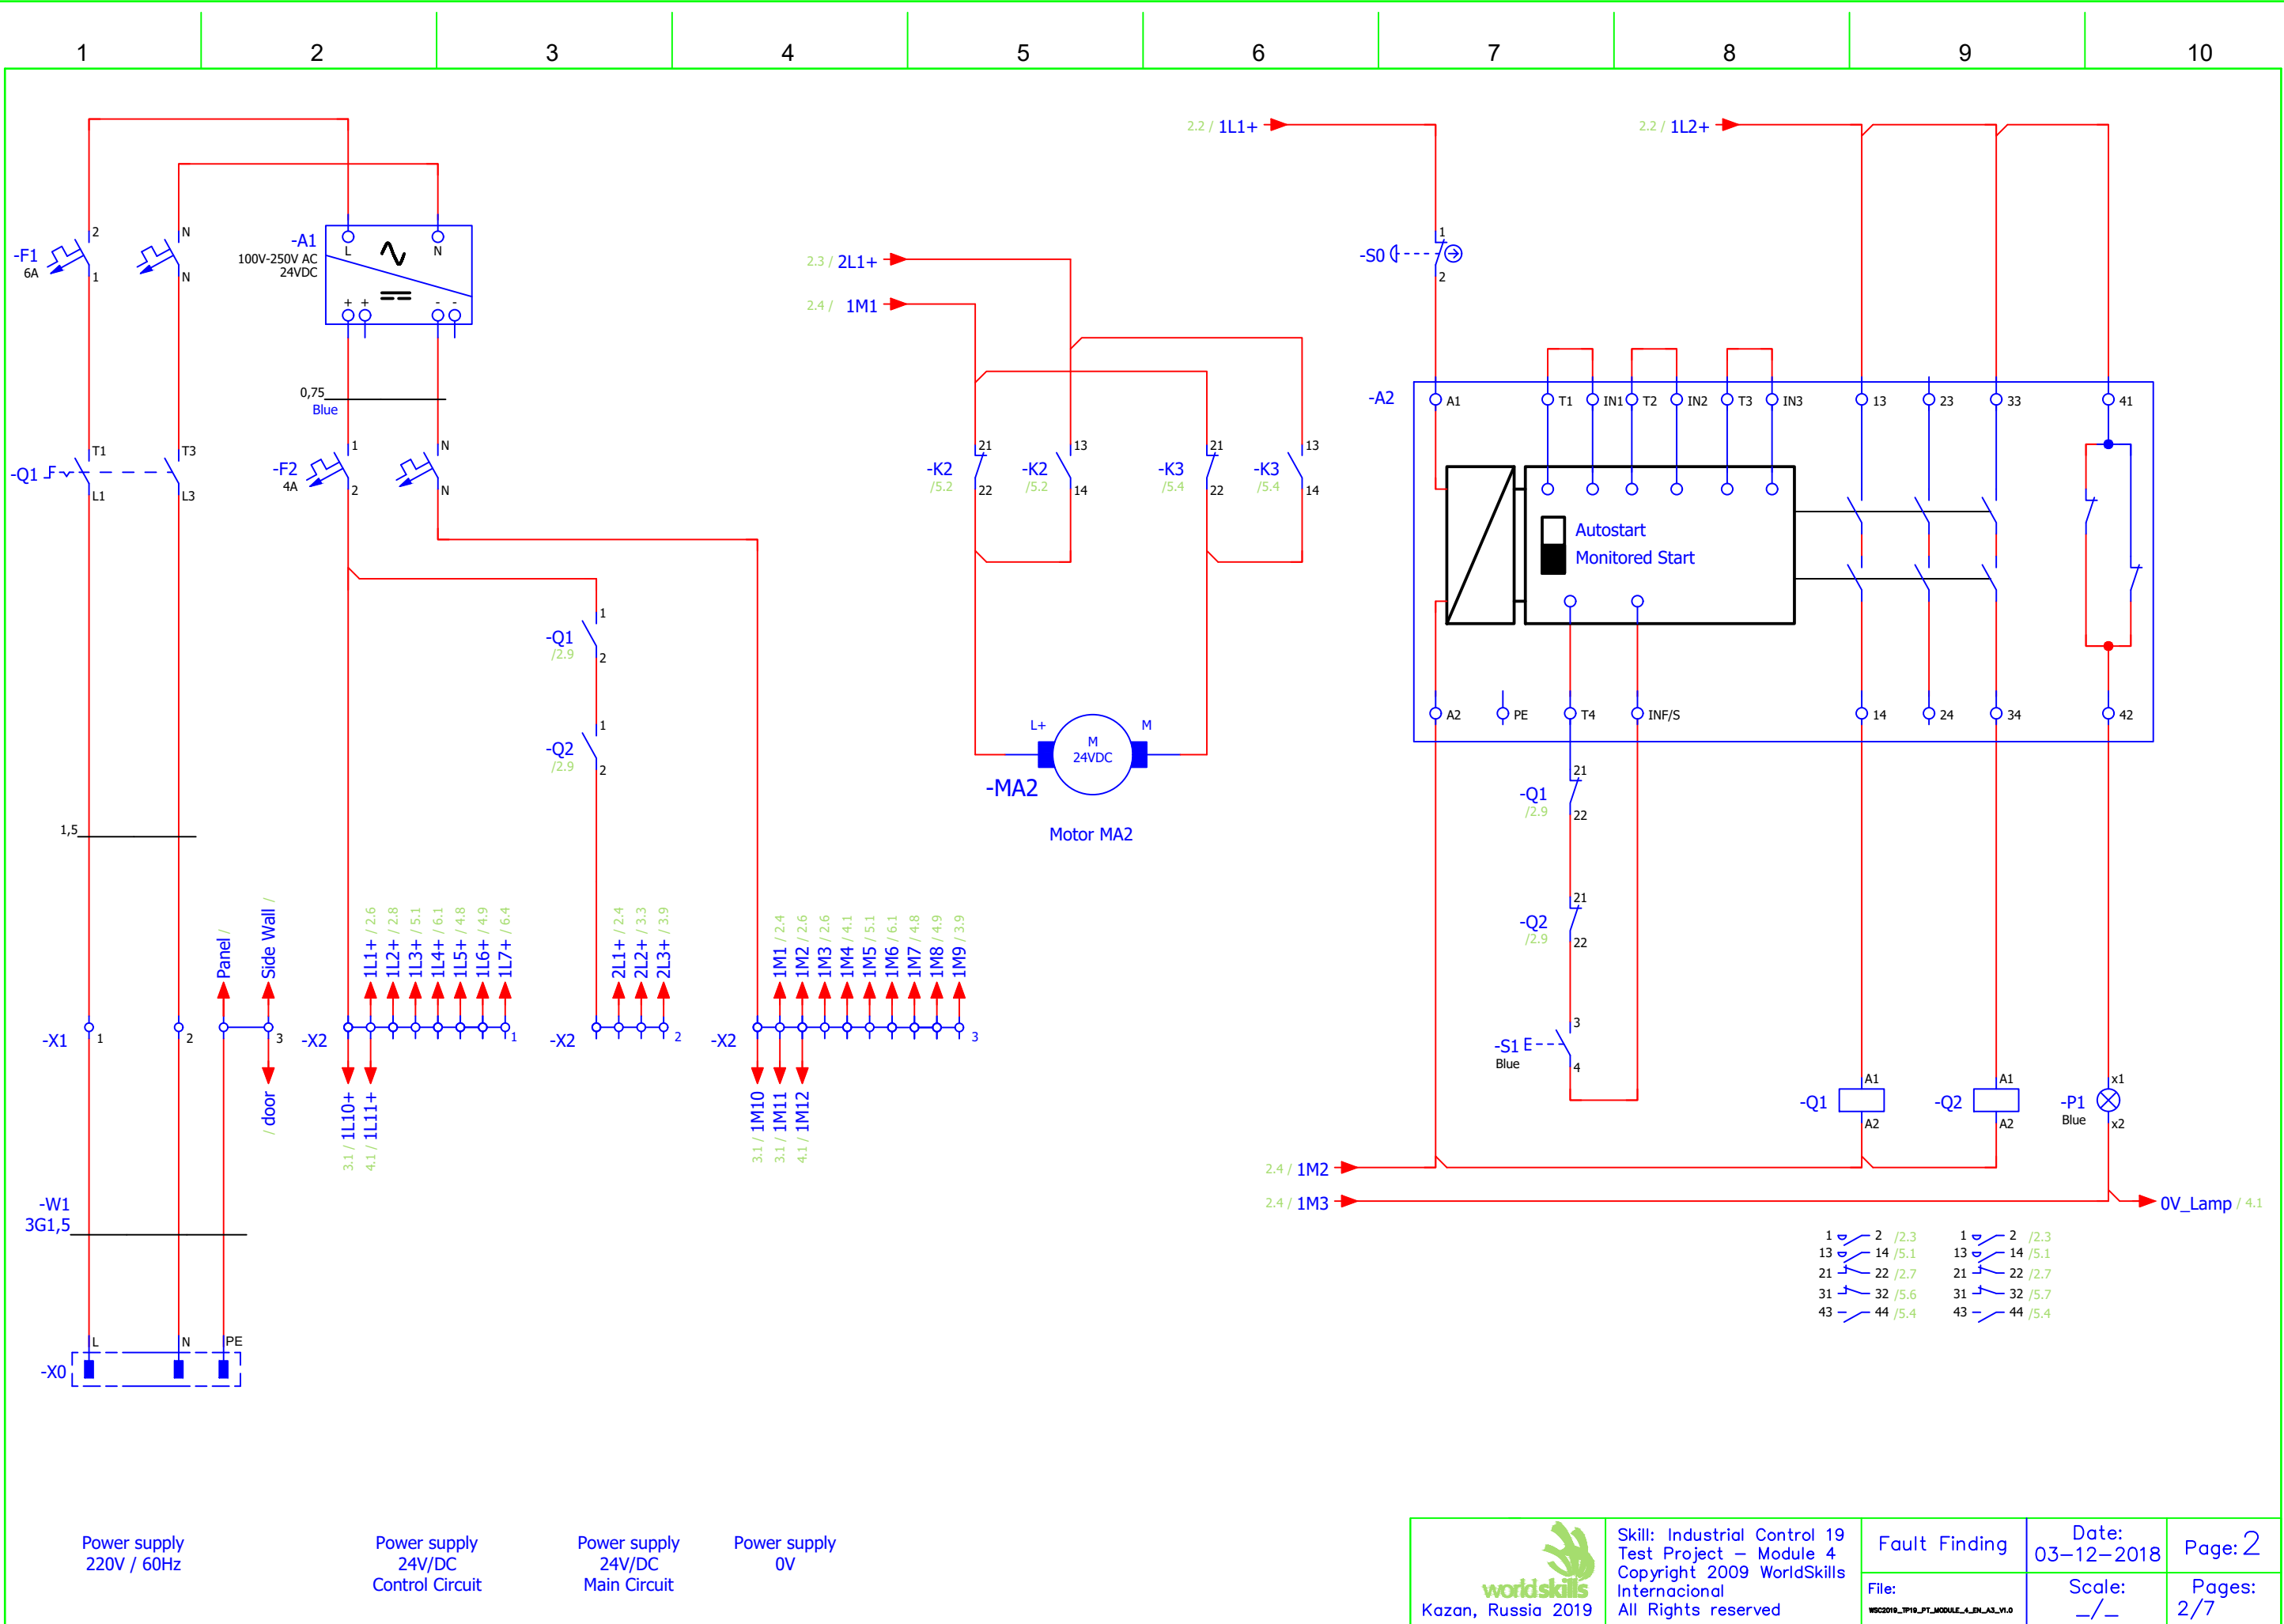 1 2 3 4 5 6 7 8 9 10
2.2 / 1L1+
2.2 / 1L2+
-F1
6A
2
1
N
N
-A1
100V-250V AC
24VDC
L
N
+ + - -
2.3 / 2L1+
2.4 / 1M1
-S0
1
2
0,75
Blue
-Q1
T1
L1
T3
L3
-F2
4A
1
2
N
N
-K2
/5.2
21
22
-K2
/5.2
13
14
-K3
/5.4
21
22
-K3
/5.4
13
14
-A2
A1 T1 IN1 T2 IN2 T3 IN3 13 23 33 41
Autostart
Monitored Start
A2 PE T4 INF/S 14 24 34 42
-Q1
/2.9
1
2
-Q2
/2.9
1
2
L+
M
M
24VDC
-MA2
Motor MA2
-Q1
/2.9
21
22
-Q2
/2.9
21
22
-S1
Blue
3
4
1,5
Panel /
Side Wall /
/ door
1L1+ / 2.6
1L2+ / 2.8
1L3+ / 5.1
1L4+ / 6.1
1L5+ / 4.8
1L6+ / 4.9
1L7+ / 6.4
2L1+ / 2.4
2L2+ / 3.3
2L3+ / 3.9
1M1 / 2.4
1M2 / 2.6
1M3 / 2.6
1M4 / 4.1
1M5 / 5.1
1M6 / 6.1
1M7 / 4.8
1M8 / 4.9
1M9 / 3.9
-X1 1 2 3
-X2 1
-X2 2
-X2 3
3.1 / 1L10+
4.1 / 1L11+
3.1 / 1M10
3.1 / 1M11
4.1 / 1M12
-Q1
A1
A2
-Q2
A1
A2
-P1
Blue
x1
x2
2.4 / 1M2
2.4 / 1M3
0V_Lamp / 4.1
-W1
3G1,5
1 2 /2.3
13 14 /5.1
21 22 /2.7
31 32 /5.6
43 44 /5.4
1 2 /2.3
13 14 /5.1
21 22 /2.7
31 32 /5.7
43 44 /5.4
-X0
L N PE
Power supply
220V / 60Hz
Power supply
24V/DC
Control Circuit
Power supply
24V/DC
Main Circuit
Power supply
0V
worldskills
Kazan, Russia 2019
Skill: Industrial Control 19
Test Project – Module 4
Copyright 2009 WorldSkills
Internacional
All Rights reserved
Fault Finding
File:
WSC2019_TP19_PT_MODULE_4_EN_A3_V1.0
Date:
03-12-2018
Scale:
_/_
Page: 2
Pages:
2/7